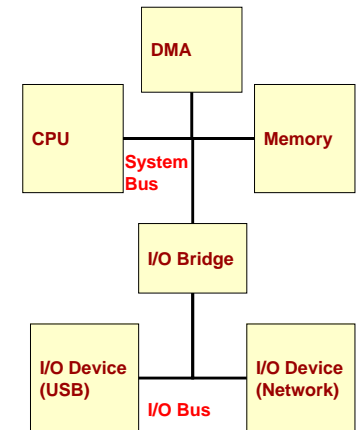 DMA
CPU
Memory
System
Bus
I/O Bridge
I/O Device
(USB)
I/O Device
(Network)
I/O Bus